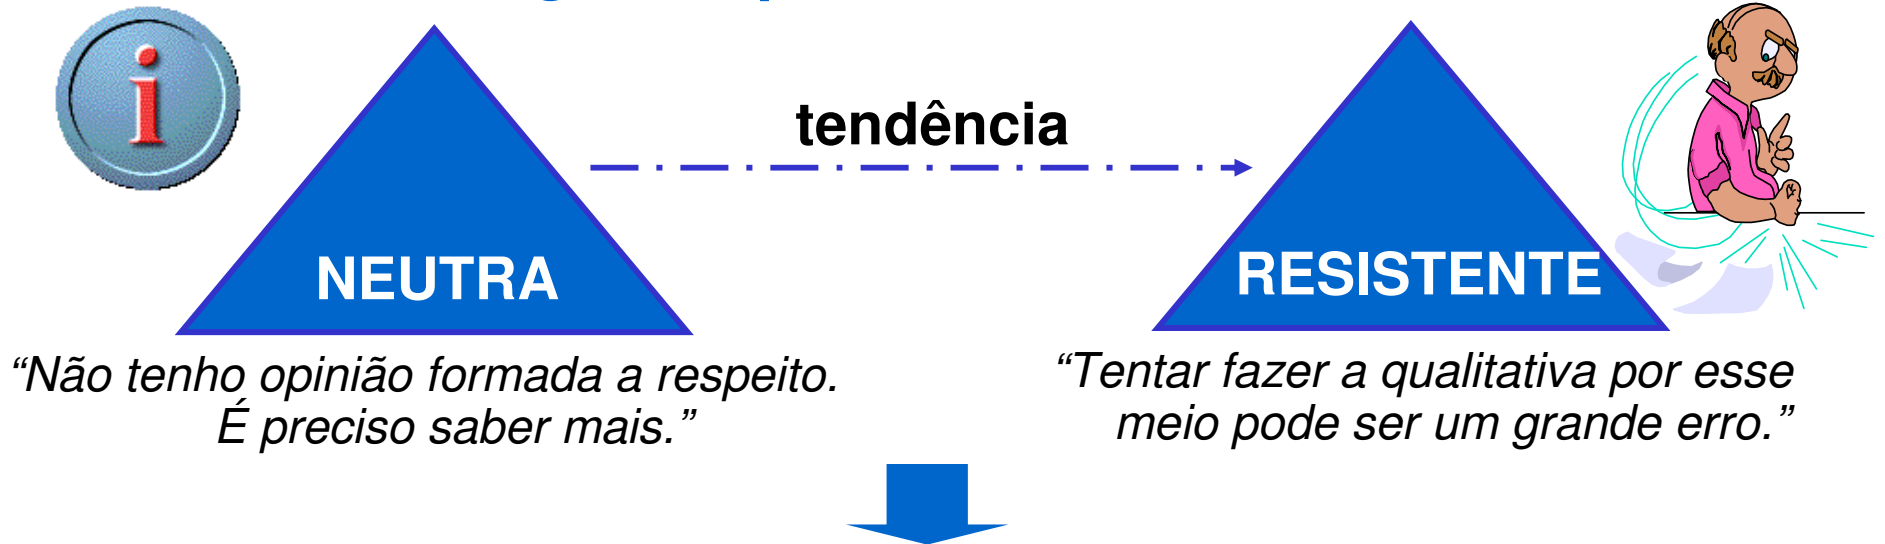 tendência
NEUTRA
RESISTENTE
“Não tenho opinião formada a respeito.
É preciso saber mais.”
“Tentar fazer a qualitativa por esse
meio pode ser um grande erro.”